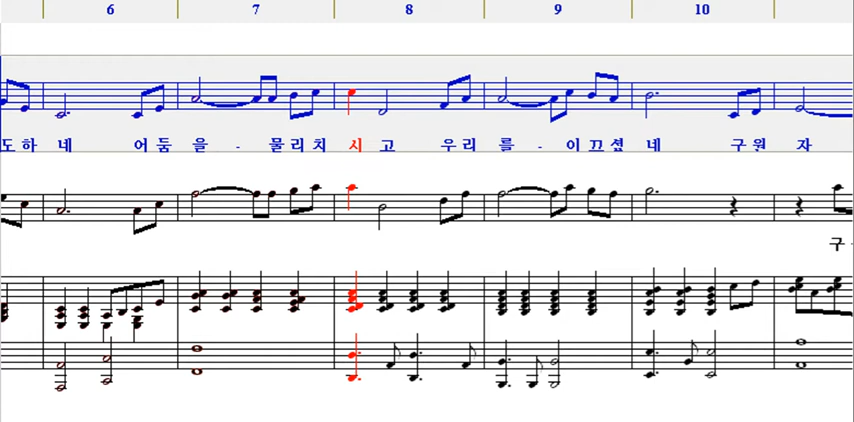 6 7 8 9 10
도 하 네 어 둠 을 - 물 리 치 시 고 우 리 를 - 이 끄 셨 네 구 원 자
구